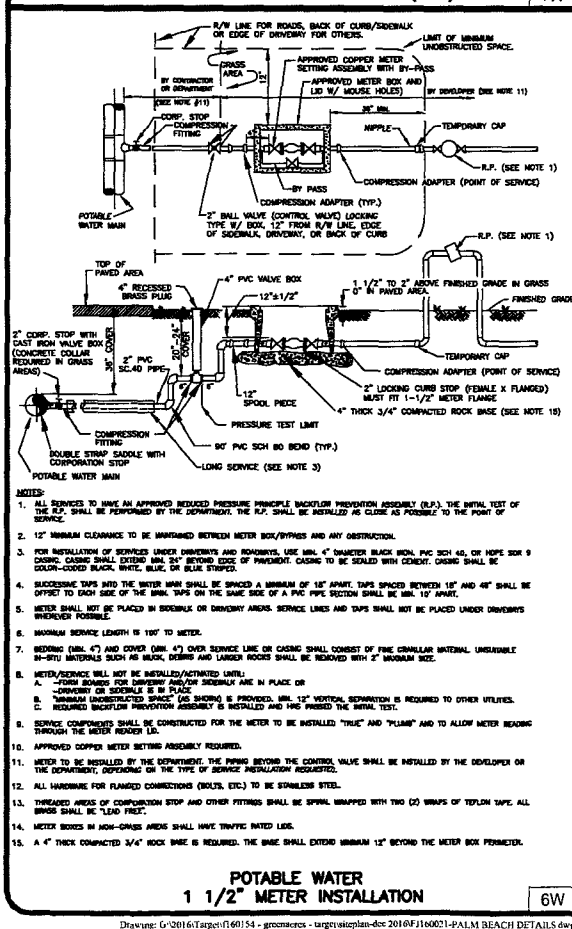 R/W LINE FOR ROADS, BACK OF CURB/SIDEWALK
OR EDGE OF DRIVEWAY FOR OTHERS.
LIMIT OF MINIMUM
UNOBSTRUCTED SPACE.
GRASS
AREA
12"
APPROVED COPPER METER
SETTING ASSEMBLY WITH BY-PASS
APPROVED METER BOX AND
LID W/ MOUSE HOLES)
BY CONTRACTOR
OR DEPARTMENT
(SEE NOTE #11)
BY DEVELOPER (SEE NOTE 11)
36" MIN.
CORP. STOP
COMPRESSION
FITTING
NIPPLE
TEMPORARY CAP
R.P. (SEE NOTE 1)
BY PASS
COMPRESSION ADAPTER (POINT OF SERVICE)
COMPRESSION ADAPTER (TYP.)
POTABLE
WATER MAIN
2" BALL VALVE (CONTROL VALVE) LOCKING
TYPE W/ BOX, 12" FROM R/W LINE, EDGE
OF SIDEWALK, DRIVEWAY, OR BACK OF CURB
R.P. (SEE NOTE 1)
TOP OF
PAVED AREA
4" RECESSED
BRASS PLUG
4" PVC VALVE BOX
12"±1/2"
1 1/2" TO 2" ABOVE FINISHED GRADE IN GRASS
0" IN PAVED AREA.
FINISHED GRADE
2" CORP. STOP WITH
CAST IRON VALVE BOX
(CONCRETE COLLAR
REQUIRED IN GRASS
AREAS)
36" COVER
2" PVC
SC.40 PIPE
20"-24"
COVER
TEMPORARY CAP
COMPRESSION ADAPTER (POINT OF SERVICE)
12"
SPOOL PIECE
2" LOCKING CURB STOP (FEMALE X FLANGED)
MUST FIT 1-1/2" METER FLANGE
4" THICK 3/4" COMPACTED ROCK BASE (SEE NOTE 15)
6" 6"
PRESSURE TEST LIMIT
COMPRESSION
FITTING
90° PVC SCH 80 BEND (TYP.)
DOUBLE STRAP SADDLE WITH
CORPORATION STOP
LONG SERVICE (SEE NOTE 3)
POTABLE WATER MAIN
NOTES:
1. ALL SERVICES TO HAVE AN APPROVED REDUCED PRESSURE PRINCIPLE BACKFLOW PREVENTION ASSEMBLY (R.P.). THE INITIAL TEST OF
THE R.P. SHALL BE PERFORMED BY THE DEPARTMENT. THE R.P. SHALL BE INSTALLED AS CLOSE AS POSSIBLE TO THE POINT OF
SERVICE.
2. 12" MINIMUM CLEARANCE TO BE MAINTAINED BETWEEN METER BOX/BYPASS AND ANY OBSTRUCTION.
3. FOR INSTALLATION OF SERVICES UNDER DRIVEWAYS AND ROADWAYS, USE MIN. 4" DIAMETER BLACK IRON, PVC SCH 40, OR HDPE SDR 9
CASING. CASING SHALL EXTEND MIN. 24" BEYOND EDGE OF PAVEMENT. CASING TO BE SEALED WITH CEMENT. CASING SHALL BE
COLOR-CODED BLACK, WHITE, BLUE, OR BLUE STRIPED.
4. SUCCESSIVE TAPS INTO THE WATER MAIN SHALL BE SPACED A MINIMUM OF 18" APART. TAPS SPACED BETWEEN 18" AND 48" SHALL BE
OFFSET TO EACH SIDE OF THE MAIN. TAPS ON THE SAME SIDE OF A PVC PIPE SECTION SHALL BE MIN. 10' APART.
5. METER SHALL NOT BE PLACED IN SIDEWALK OR DRIVEWAY AREAS. SERVICE LINES AND TAPS SHALL NOT BE PLACED UNDER DRIVEWAYS
WHENEVER POSSIBLE.
6. MAXIMUM SERVICE LENGTH IS 100' TO METER.
7. BEDDING (MIN. 4") AND COVER (MIN. 4") OVER SERVICE LINE OR CASING SHALL CONSIST OF FINE GRANULAR MATERIAL. UNSUITABLE
IN-SITU MATERIALS SUCH AS MUCK, DEBRIS AND LARGER ROCKS SHALL BE REMOVED WITH 2" MAXIMUM SIZE.
8. METER/SERVICE WILL NOT BE INSTALLED/ACTIVATED UNTIL:
A. -FORM BOARDS FOR DRIVEWAY AND/OR SIDEWALK ARE IN PLACE OR
-DRIVEWAY OR SIDEWALK IS IN PLACE
B. "MINIMUM UNOBSTRUCTED SPACE" (AS SHOWN) IS PROVIDED. MIN. 12" VERTICAL SEPARATION IS REQUIRED TO OTHER UTILITIES.
C. REQUIRED BACKFLOW PREVENTION ASSEMBLY IS INSTALLED AND HAS PASSED THE INITIAL TEST.
9. SERVICE COMPONENTS SHALL BE CONSTRUCTED FOR THE METER TO BE INSTALLED "TRUE" AND "PLUMB" AND TO ALLOW METER READING
THROUGH THE METER READER LID.
10. APPROVED COPPER METER SETTING ASSEMBLY REQUIRED.
11. METER TO BE INSTALLED BY THE DEPARTMENT. THE PIPING BEYOND THE CONTROL VALVE SHALL BE INSTALLED BY THE DEVELOPER OR
THE DEPARTMENT, DEPENDING ON THE TYPE OF SERVICE INSTALLATION REQUESTED.
12. ALL HARDWARE FOR FLANGED CONNECTIONS (BOLTS, ETC.) TO BE STAINLESS STEEL.
13. THREADED AREAS OF CORPORATION STOP AND OTHER FITTINGS SHALL BE SPIRAL WRAPPED WITH TWO (2) WRAPS OF TEFLON TAPE. ALL
BRASS SHALL BE "LEAD FREE".
14. METER BOXES IN NON-GRASS AREAS SHALL HAVE TRAFFIC RATED LIDS.
15. A 4" THICK COMPACTED 3/4" ROCK BASE IS REQUIRED. THE BASE SHALL EXTEND MINIMUM 12" BEYOND THE METER BOX PERIMETER.
POTABLE WATER
1 1/2" METER INSTALLATION
6W
Drawing: G:\2016\Target\f160154 - greenacres - target\siteplan-dec 2016\FJ160021-PALM BEACH DETAILS dwg